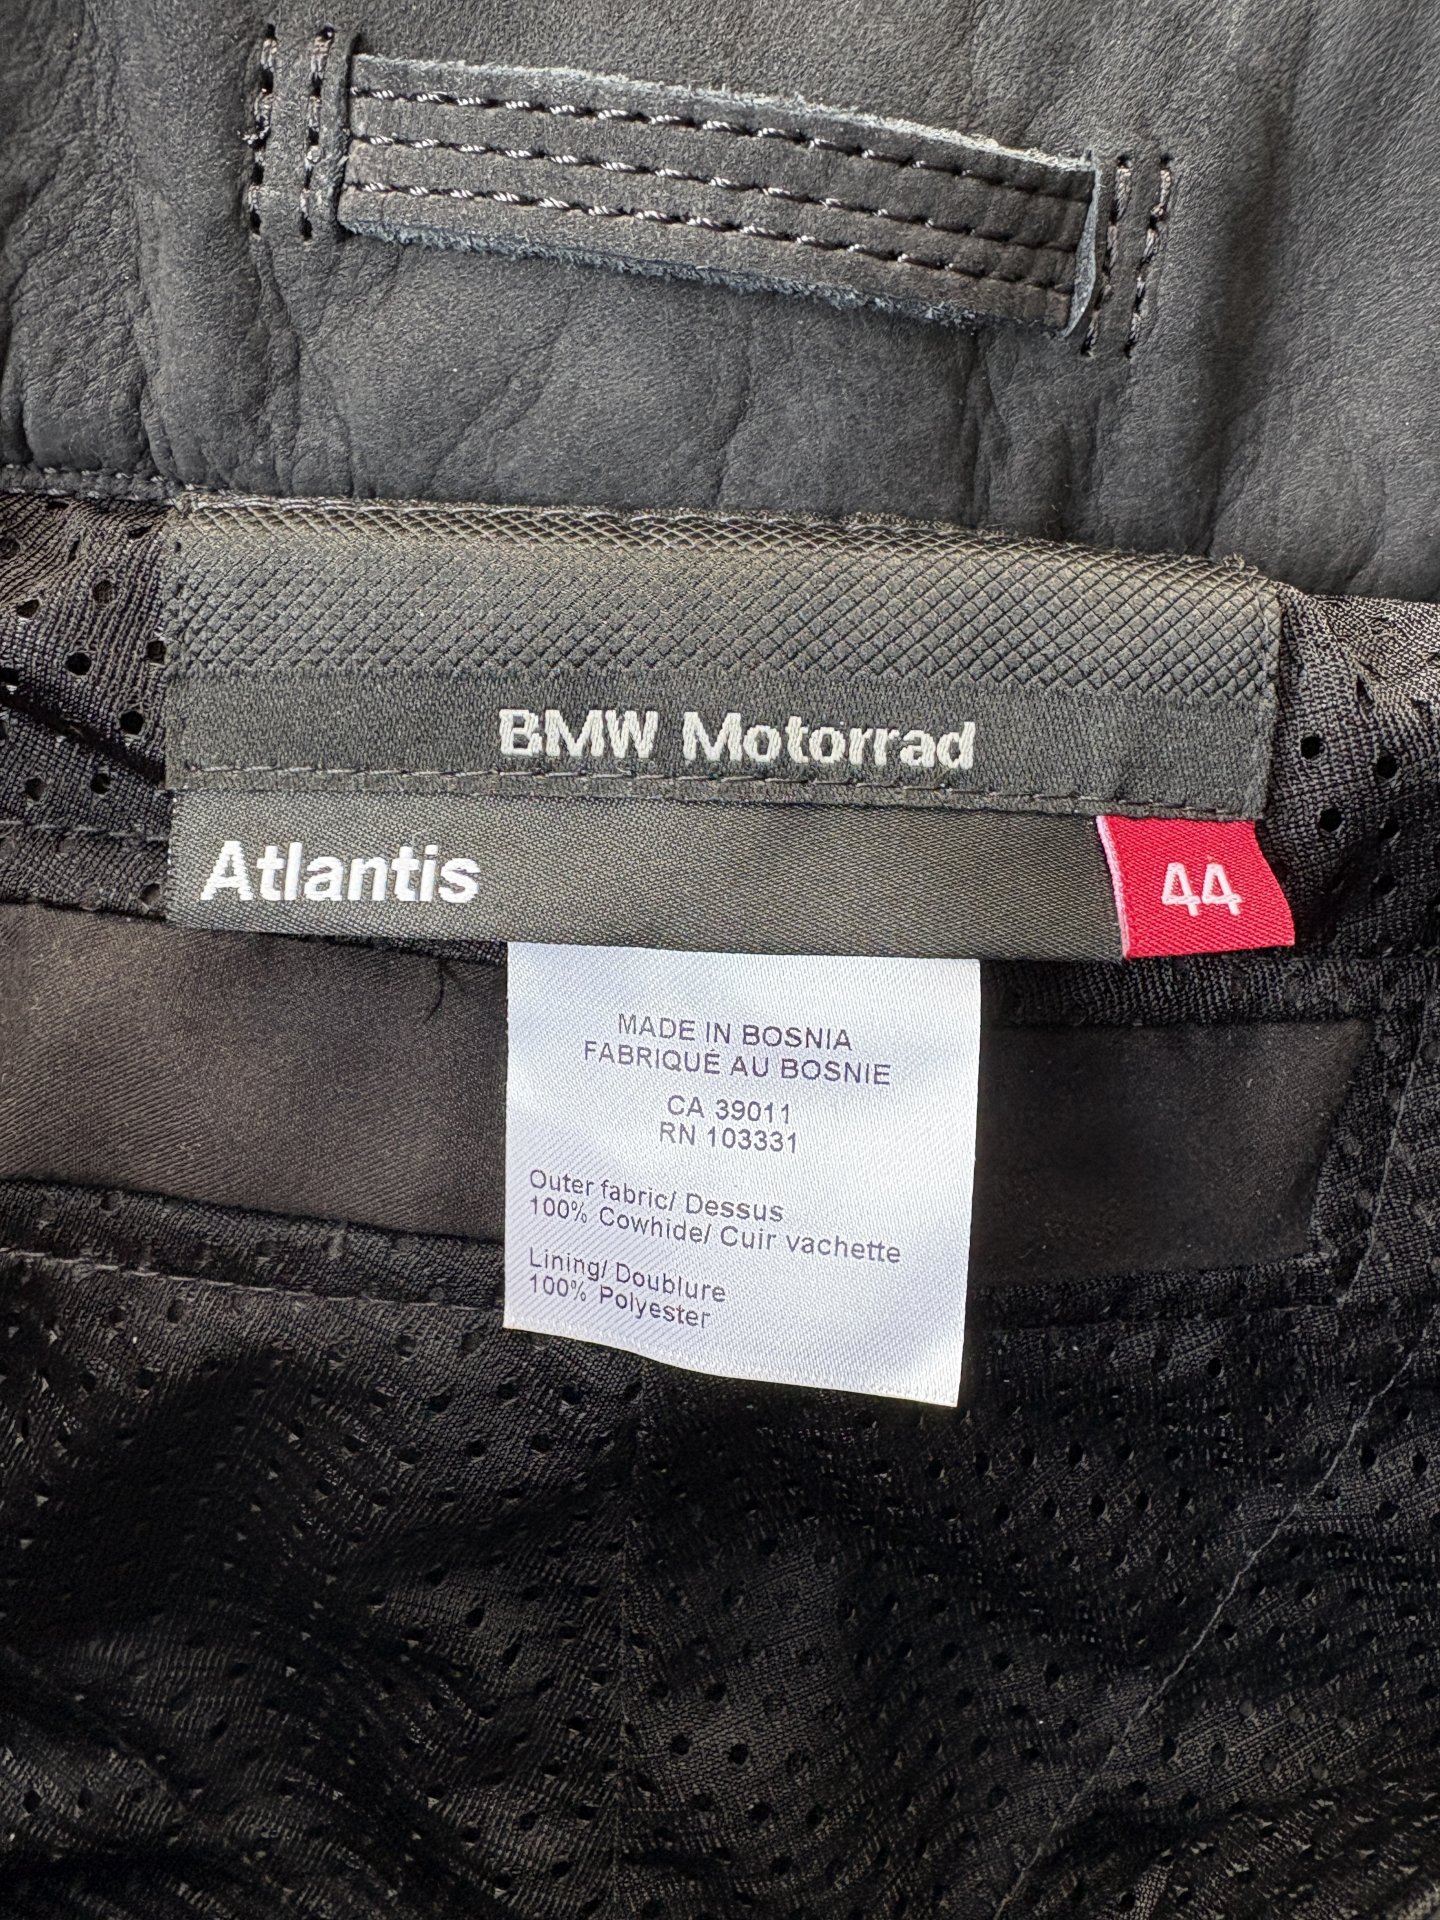 BMW Motorrad
Atlantis 44
MADE IN BOSNIA
FABRIQUÉ AU BOSNIE
CA 39011
RN 103331
Outer fabric/ Dessus
100% Cowhide/ Cuir vachette
Lining/ Doublure
100% Polyester